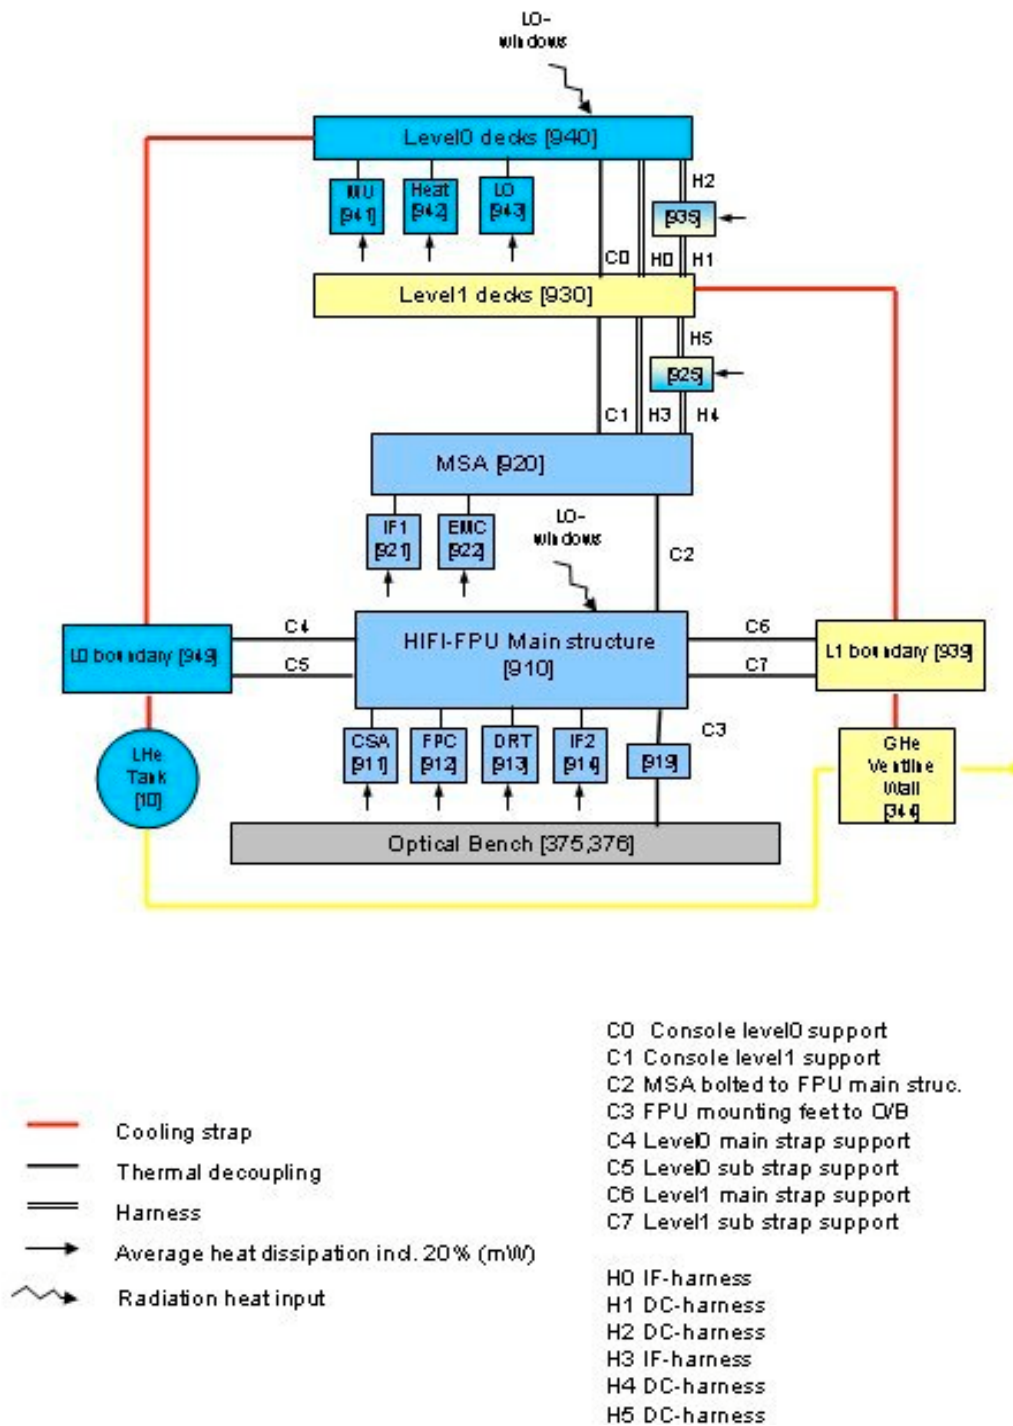 LO-
windows
Level0 decks [940]
MU
[941]
Heat
[942]
LO
[943]
H2
[935]
C0
H0
H1
Level1 decks [930]
H5
[925]
C1
H3
H4
MSA [920]
IF1
[921]
EMC
[922]
LO-
windows
C2
HIFI-FPU Main structure
[910]
C4
C5
C6
C7
L0 boundary [949]
L1 boundary [939]
CSA
[911]
FPC
[912]
DRT
[913]
IF2
[914]
[919]
C3
LHe
Tank
[10]
GHe
Ventline
Wall
[344]
Optical Bench [375,376]
C0 Console level0 support
C1 Console level1 support
C2 MSA bolted to FPU main struc.
C3 FPU mounting feet to O/B
C4 Level0 main strap support
C5 Level0 sub strap support
C6 Level1 main strap support
C7 Level1 sub strap support
Cooling strap
Thermal decoupling
Harness
Average heat dissipation incl. 20% (mW)
Radiation heat input
H0 IF-harness
H1 DC-harness
H2 DC-harness
H3 IF-harness
H4 DC-harness
H5 DC-harness